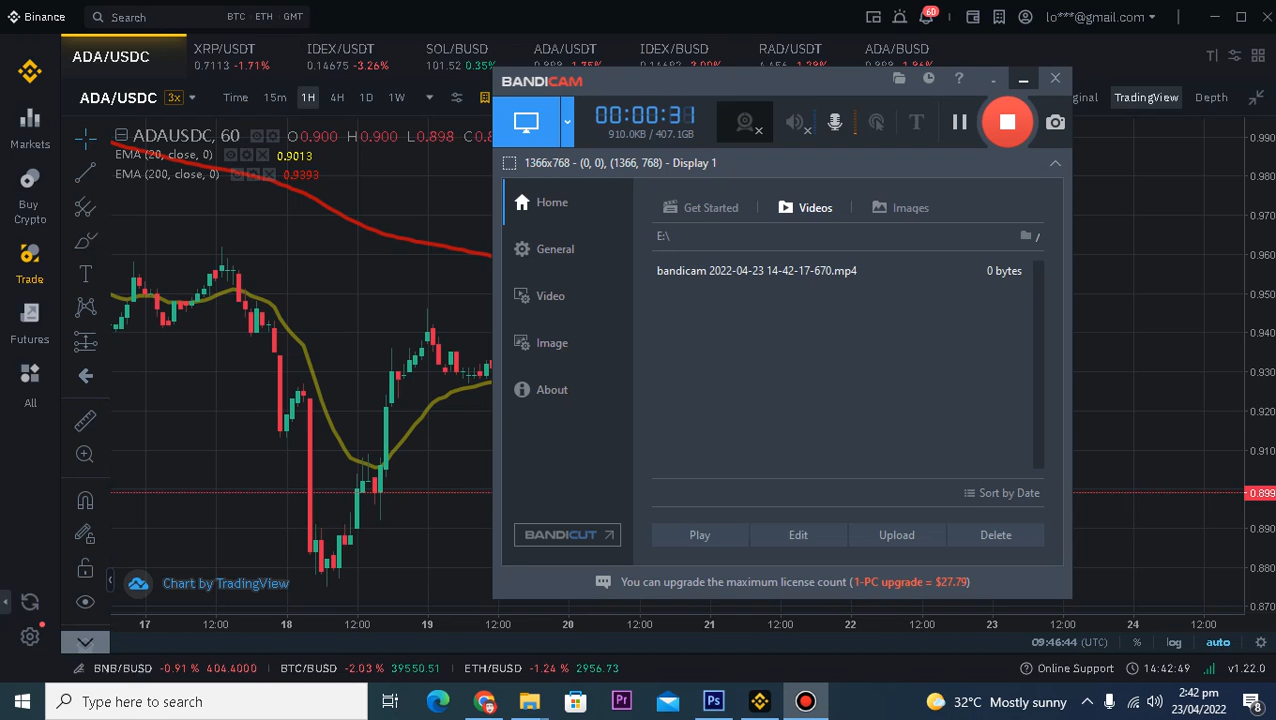 Binance
Search
BTC / ETH / GMT
60
lo***@gmail.com
ADA/USDC
XRP/USDT
0.7113 -1.71%
IDEX/USDT
0.14675 -3.26%
SOL/BUSD
101.52 0.35%
ADA/USDT
IDEX/BUSD
RAD/USDT
ADA/BUSD
ADA/USDC
3x
Time
15m
1H
4H
1D
1W
TradingView
Depth
ADAUSDC, 60
O0.900 H0.900 L0.898
EMA (20, close, 0)
0.9013
EMA (200, close, 0)
0.9393
Markets
Buy
Crypto
Trade
Futures
All
BANDICAM
00:00:31
910.0KB / 407.1GB
1366x768 - (0, 0), (1366, 768) - Display 1
Home
General
Video
Image
About
BANDICUT
Get Started
Videos
Images
E:\
/
bandicam 2022-04-23 14-42-17-670.mp4
0 bytes
Sort by Date
Play
Edit
Upload
Delete
You can upgrade the maximum license count (1-PC upgrade = $27.79)
0.990
0.980
0.970
0.960
0.950
0.940
0.930
0.920
0.910
0.899
0.890
0.880
0.870
Chart by TradingView
17
12:00
18
12:00
19
12:00
20
12:00
21
12:00
22
12:00
23
12:00
24
12:00
09:46:44 (UTC)
%
log
auto
BNB/BUSD -0.91 % 404.4000
BTC/BUSD -2.03 % 39550.51
ETH/BUSD -1.24 % 2956.73
Online Support
14:42:49
v1.22.0
Type here to search
32°C Mostly sunny
2:42 pm
23/04/2022
8